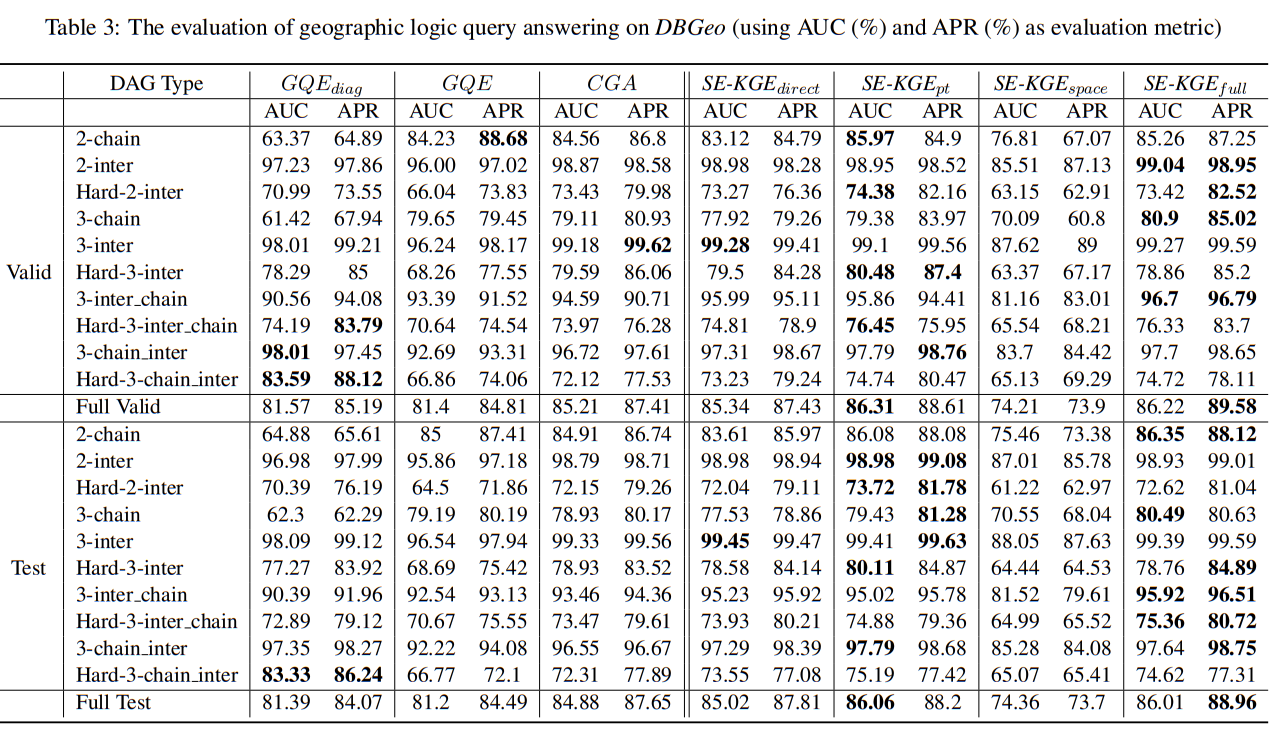 Table 3: The evaluation of geographic logic query answering on DBGeo (using AUC (%) and APR (%) as evaluation metric)
DAG Type GQE_diag GQE CGA SE-KGE_direct SE-KGE_pt SE-KGE_space SE-KGE_full
AUC APR AUC APR AUC APR AUC APR AUC APR AUC APR AUC APR
2-chain 63.37 64.89 84.23 88.68 84.56 86.8 83.12 84.79 85.97 84.9 76.81 67.07 85.26 87.25
2-inter 97.23 97.86 96.00 97.02 98.87 98.58 98.98 98.28 98.95 98.52 85.51 87.13 99.04 98.95
Hard-2-inter 70.99 73.55 66.04 73.83 73.43 79.98 73.27 76.36 74.38 82.16 63.15 62.91 73.42 82.52
3-chain 61.42 67.94 79.65 79.45 79.11 80.93 77.92 79.26 79.38 83.97 70.09 60.8 80.9 85.02
3-inter 98.01 99.21 96.24 98.17 99.18 99.62 99.28 99.41 99.1 99.56 87.62 89 99.27 99.59
Valid Hard-3-inter 78.29 85 68.26 77.55 79.59 86.06 79.5 84.28 80.48 87.4 63.37 67.17 78.86 85.2
3-inter_chain 90.56 94.08 93.39 91.52 94.59 90.71 95.99 95.11 95.86 94.41 81.16 83.01 96.7 96.79
Hard-3-inter_chain 74.19 83.79 70.64 74.54 73.97 76.28 74.81 78.9 76.45 75.95 65.54 68.21 76.33 83.7
3-chain_inter 98.01 97.45 92.69 93.31 96.72 97.61 97.31 98.67 97.79 98.76 83.7 84.42 97.7 98.65
Hard-3-chain_inter 83.59 88.12 66.86 74.06 72.12 77.53 73.23 79.24 74.74 80.47 65.13 69.29 74.72 78.11
Full Valid 81.57 85.19 81.4 84.81 85.21 87.41 85.34 87.43 86.31 88.61 74.21 73.9 86.22 89.58
2-chain 64.88 65.61 85 87.41 84.91 86.74 83.61 85.97 86.08 88.08 75.46 73.38 86.35 88.12
2-inter 96.98 97.99 95.86 97.18 98.79 98.71 98.98 98.94 98.98 99.08 87.01 85.78 98.93 99.01
Hard-2-inter 70.39 76.19 64.5 71.86 72.15 79.26 72.04 79.11 73.72 81.78 61.22 62.97 72.62 81.04
3-chain 62.3 62.29 79.19 80.19 78.93 80.17 77.53 78.86 79.43 81.28 70.55 68.04 80.49 80.63
3-inter 98.09 99.12 96.54 97.94 99.33 99.56 99.45 99.47 99.41 99.63 88.05 87.63 99.39 99.59
Test Hard-3-inter 77.27 83.92 68.69 75.42 78.93 83.52 78.58 84.14 80.11 84.87 64.44 64.53 78.76 84.89
3-inter_chain 90.39 91.96 92.54 93.13 93.46 94.36 95.23 95.92 95.02 95.78 81.52 79.61 95.92 96.51
Hard-3-inter_chain 72.89 79.12 70.67 75.55 73.47 79.61 73.93 80.21 74.88 79.36 64.99 65.52 75.36 80.72
3-chain_inter 97.35 98.27 92.22 94.08 96.55 96.67 97.29 98.39 97.79 98.68 85.28 84.08 97.64 98.75
Hard-3-chain_inter 83.33 86.24 66.77 72.1 72.31 77.89 73.55 77.08 75.19 77.42 65.07 65.41 74.62 77.31
Full Test 81.39 84.07 81.2 84.49 84.88 87.65 85.02 87.81 86.06 88.2 74.36 73.7 86.01 88.96